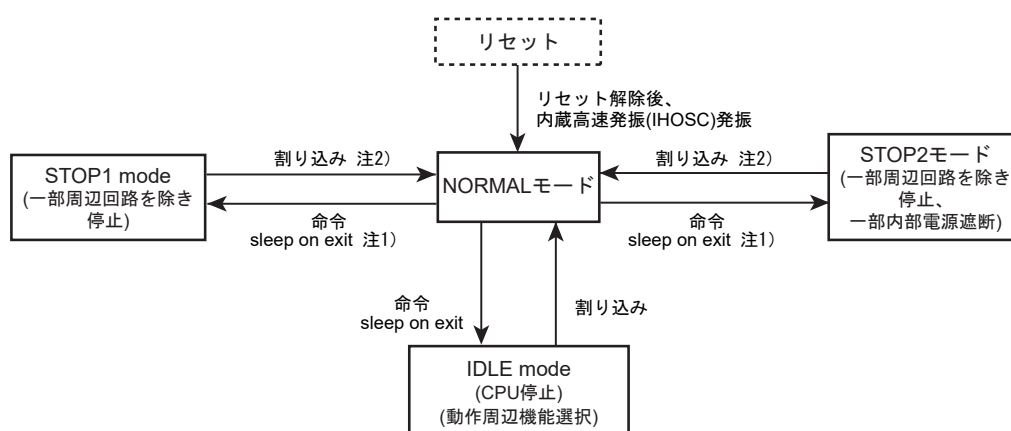 リセット
リセット解除後、
内蔵高速発振(IHOSC)発振
STOP1 mode
(一部周辺回路を除き
停止)
割り込み 注2)
命令
sleep on exit 注1)
NORMALモード
割り込み 注2)
命令
sleep on exit 注1)
STOP2モード
(一部周辺回路を除き
停止、
一部内部電源遮断)
命令
sleep on exit
割り込み
IDLE mode
(CPU停止)
(動作周辺機能選択)